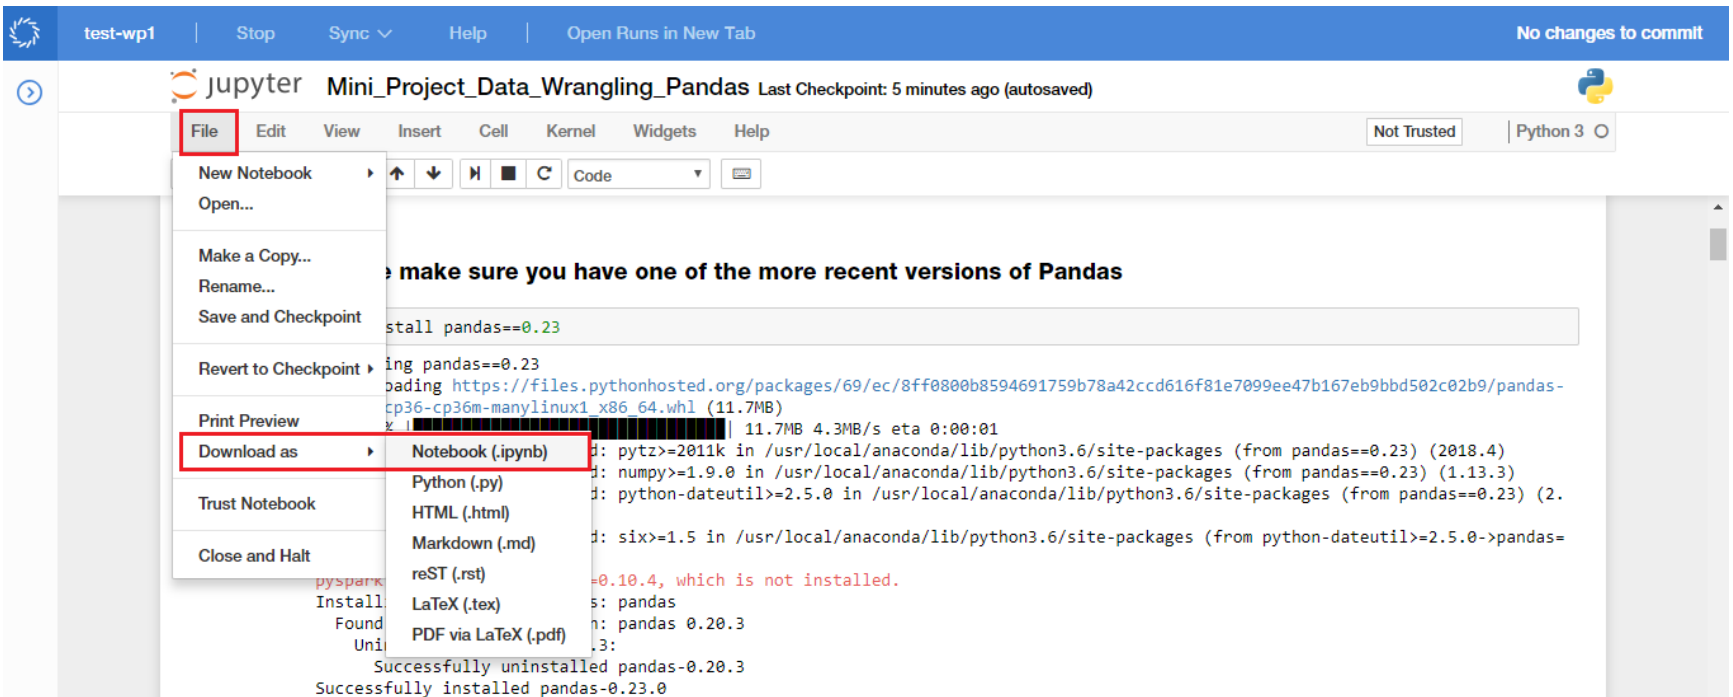 test-wp1 Stop Sync Help Open Runs in New Tab No changes to commit
jupyter Mini_Project_Data_Wrangling_Pandas Last Checkpoint: 5 minutes ago (autosaved)
File Edit View Insert Cell Kernel Widgets Help Not Trusted Python 3
New Notebook
Code
Open...
Make a Copy...
make sure you have one of the more recent versions of Pandas
Rename...
Save and Checkpoint
stall pandas==0.23
Revert to Checkpoint
ing pandas==0.23
oading https://files.pythonhosted.org/packages/69/ec/8ff0800b8594691759b78a42ccd616f81e7099ee47b167eb9bbd502c02b9/pandas-
cp36-cp36m-manylinux1_x86_64.whl (11.7MB)
Print Preview
% | | 11.7MB 4.3MB/s eta 0:00:01
Download as
Notebook (.ipynb)
d: pytz>=2011k in /usr/local/anaconda/lib/python3.6/site-packages (from pandas==0.23) (2018.4)
d: numpy>=1.9.0 in /usr/local/anaconda/lib/python3.6/site-packages (from pandas==0.23) (1.13.3)
Python (.py)
d: python-dateutil>=2.5.0 in /usr/local/anaconda/lib/python3.6/site-packages (from pandas==0.23) (2.
Trust Notebook
HTML (.html)
Markdown (.md)
d: six>=1.5 in /usr/local/anaconda/lib/python3.6/site-packages (from python-dateutil>=2.5.0->pandas=
Close and Halt
reST (.rst)
pyspark =0.10.4, which is not installed.
LaTeX (.tex)
Install s: pandas
Found n: pandas 0.20.3
PDF via LaTeX (.pdf)
Uni .3:
Successfully uninstalled pandas-0.20.3
Successfully installed pandas-0.23.0